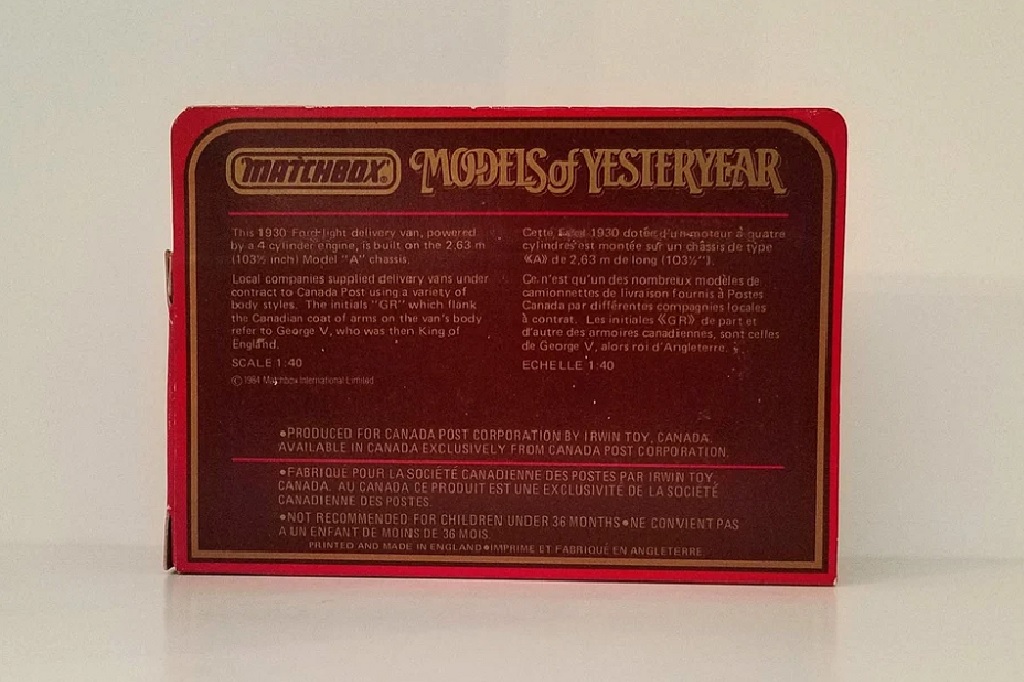 MATCHBOX® MODELS of YESTERYEAR
This 1930 Ford light delivery van, powered
by a 4 cylinder engine, is built on the 2,63 m
(103½ inch) Model "A" chassis.
Local companies supplied delivery vans under
contract to Canada Post using a variety of
body styles. The initials "GR" which flank
the Canadian coat of arms on the van's body
refer to George V, who was then King of
England.
SCALE 1:40
© 1984 Matchbox International Limited
Cette Ford 1930 dotée d'un moteur à quatre
cylindres est montée sur un châssis de type
«A» de 2,63 m de long (103½").
Ce n'est qu'un des nombreux modèles de
camionnettes de livraison fournis à Postes
Canada par différentes compagnies locales
à contrat. Les initiales «GR» de part et
d'autre des armoires canadiennes, sont celles
de George V, alors roi d'Angleterre.
ECHELLE 1:40
•PRODUCED FOR CANADA POST CORPORATION BY IRWIN TOY, CANADA.
AVAILABLE IN CANADA EXCLUSIVELY FROM CANADA POST CORPORATION.
•FABRIQUÉ POUR LA SOCIÉTÉ CANADIENNE DES POSTES PAR IRWIN TOY,
CANADA. AU CANADA CE PRODUIT EST UNE EXCLUSIVITE DE LA SOCIÉTÉ
CANADIENNE DES POSTES.
•NOT RECOMMENDED FOR CHILDREN UNDER 36 MONTHS•NE CONVIENT PAS
A UN ENFANT DE MOINS DE 36 MOIS.
PRINTED AND MADE IN ENGLAND•IMPRIMÉ ET FABRIQUÉ EN ANGLETERRE